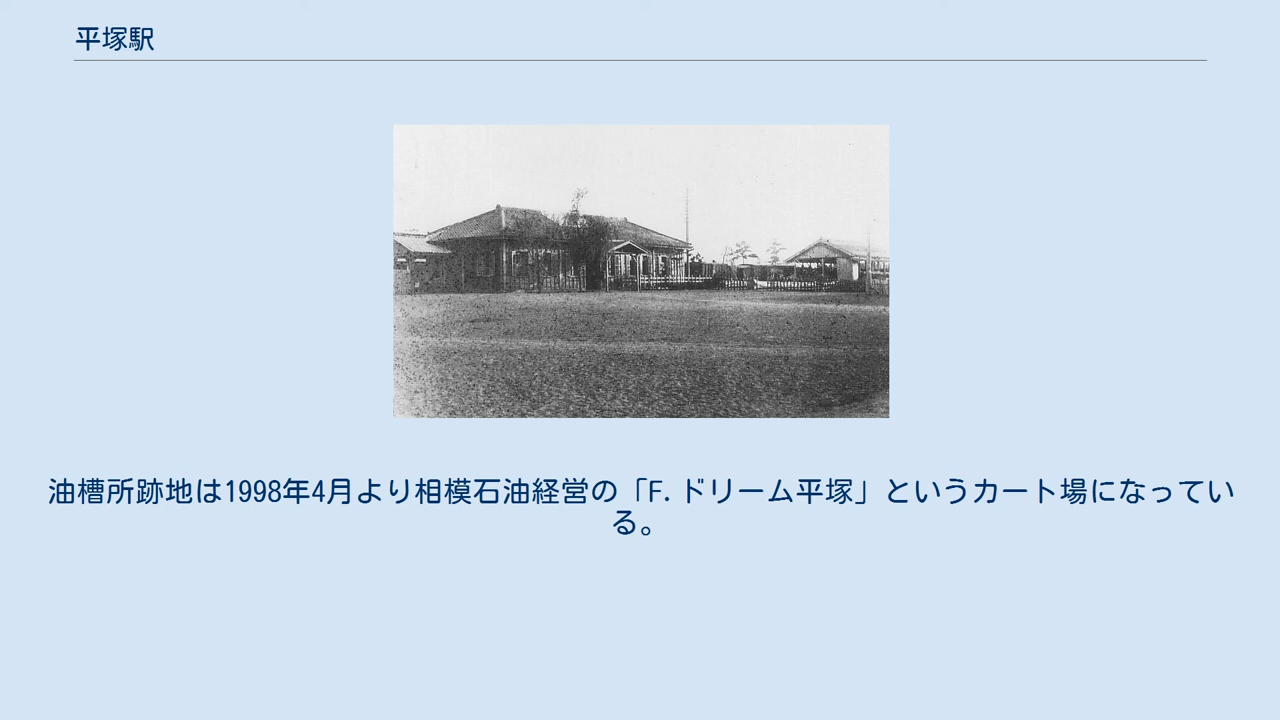 平塚駅
油槽所跡地は1998年4月より相模石油経営の「F.ドリーム平塚」というカート場になってい
る。